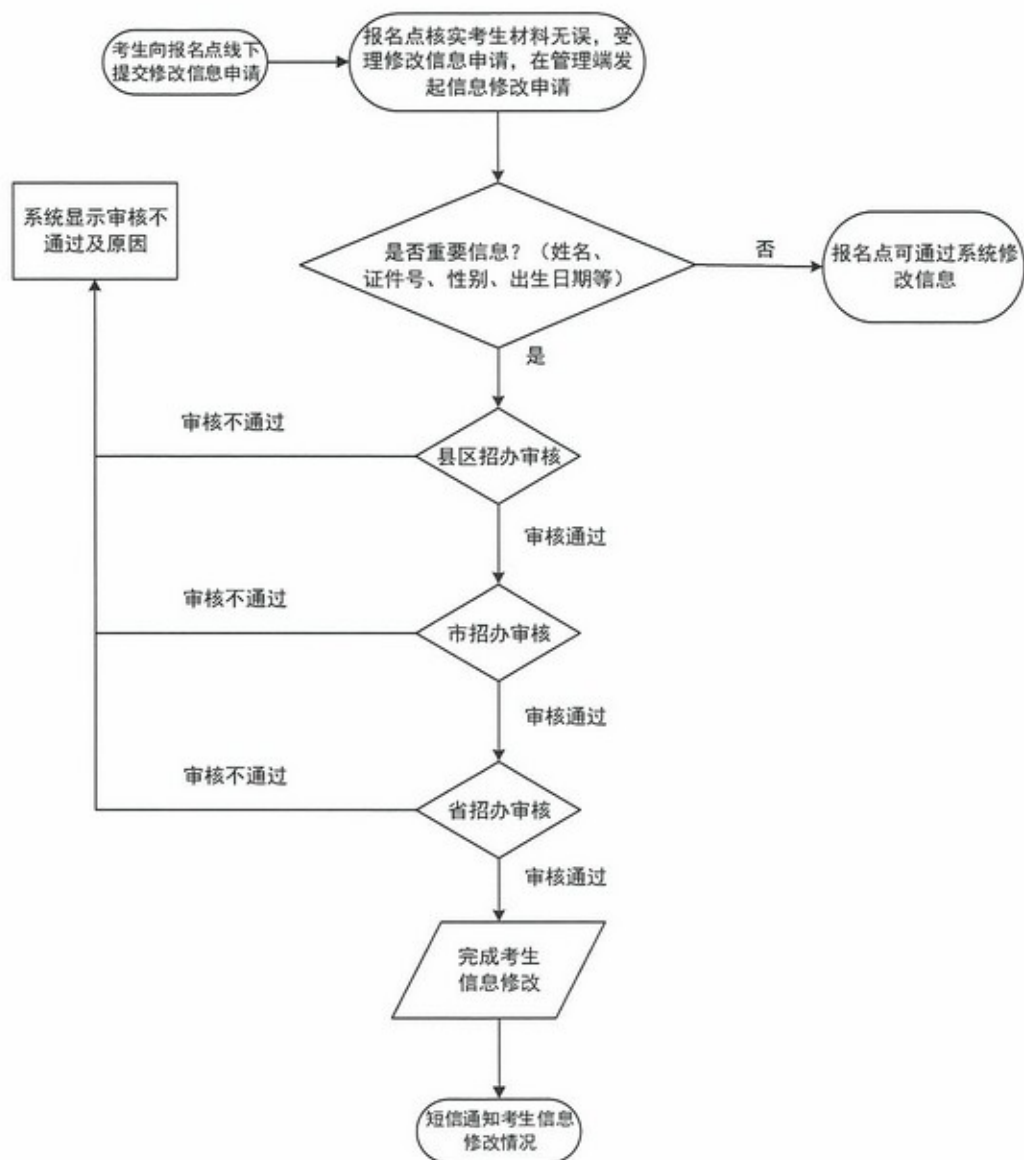 考生向报名点线下
提交修改信息申请
报名点核实考生材料无误，受
理修改信息申请，在管理端发
起信息修改申请
系统显示审核不
通过及原因
是否重要信息？（姓名、
证件号、性别、出生日期等）
否
报名点可通过系统修
改信息
是
审核不通过
县区招办审核
审核通过
审核不通过
市招办审核
审核通过
审核不通过
省招办审核
审核通过
完成考生
信息修改
短信通知考生信息
修改情况